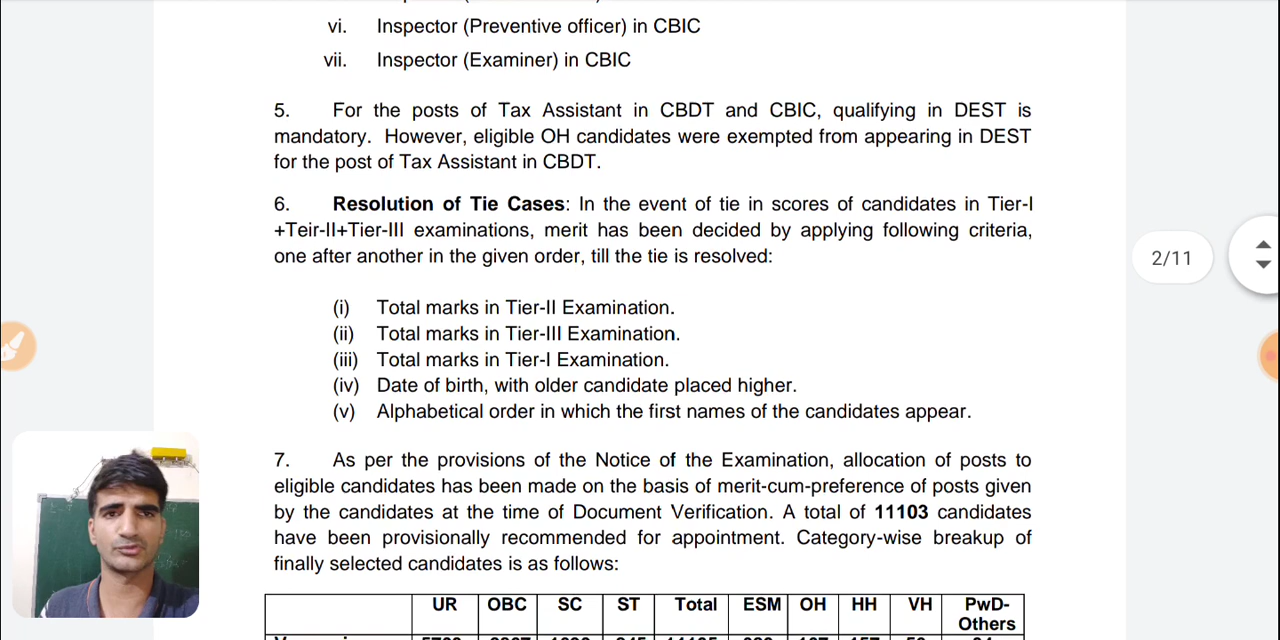 vi. Inspector (Preventive officer) in CBIC
vii. Inspector (Examiner) in CBIC
5. For the posts of Tax Assistant in CBDT and CBIC, qualifying in DEST is
mandatory. However, eligible OH candidates were exempted from appearing in DEST
for the post of Tax Assistant in CBDT.
6. Resolution of Tie Cases: In the event of tie in scores of candidates in Tier-I
+Teir-II+Tier-III examinations, merit has been decided by applying following criteria,
one after another in the given order, till the tie is resolved:
2/11
(i) Total marks in Tier-II Examination.
(ii) Total marks in Tier-III Examination.
(iii) Total marks in Tier-I Examination.
(iv) Date of birth, with older candidate placed higher.
(v) Alphabetical order in which the first names of the candidates appear.
7. As per the provisions of the Notice of the Examination, allocation of posts to
eligible candidates has been made on the basis of merit-cum-preference of posts given
by the candidates at the time of Document Verification. A total of 11103 candidates
have been provisionally recommended for appointment. Category-wise breakup of
finally selected candidates is as follows:
UR OBC SC ST Total ESM OH HH VH PwD-
Others